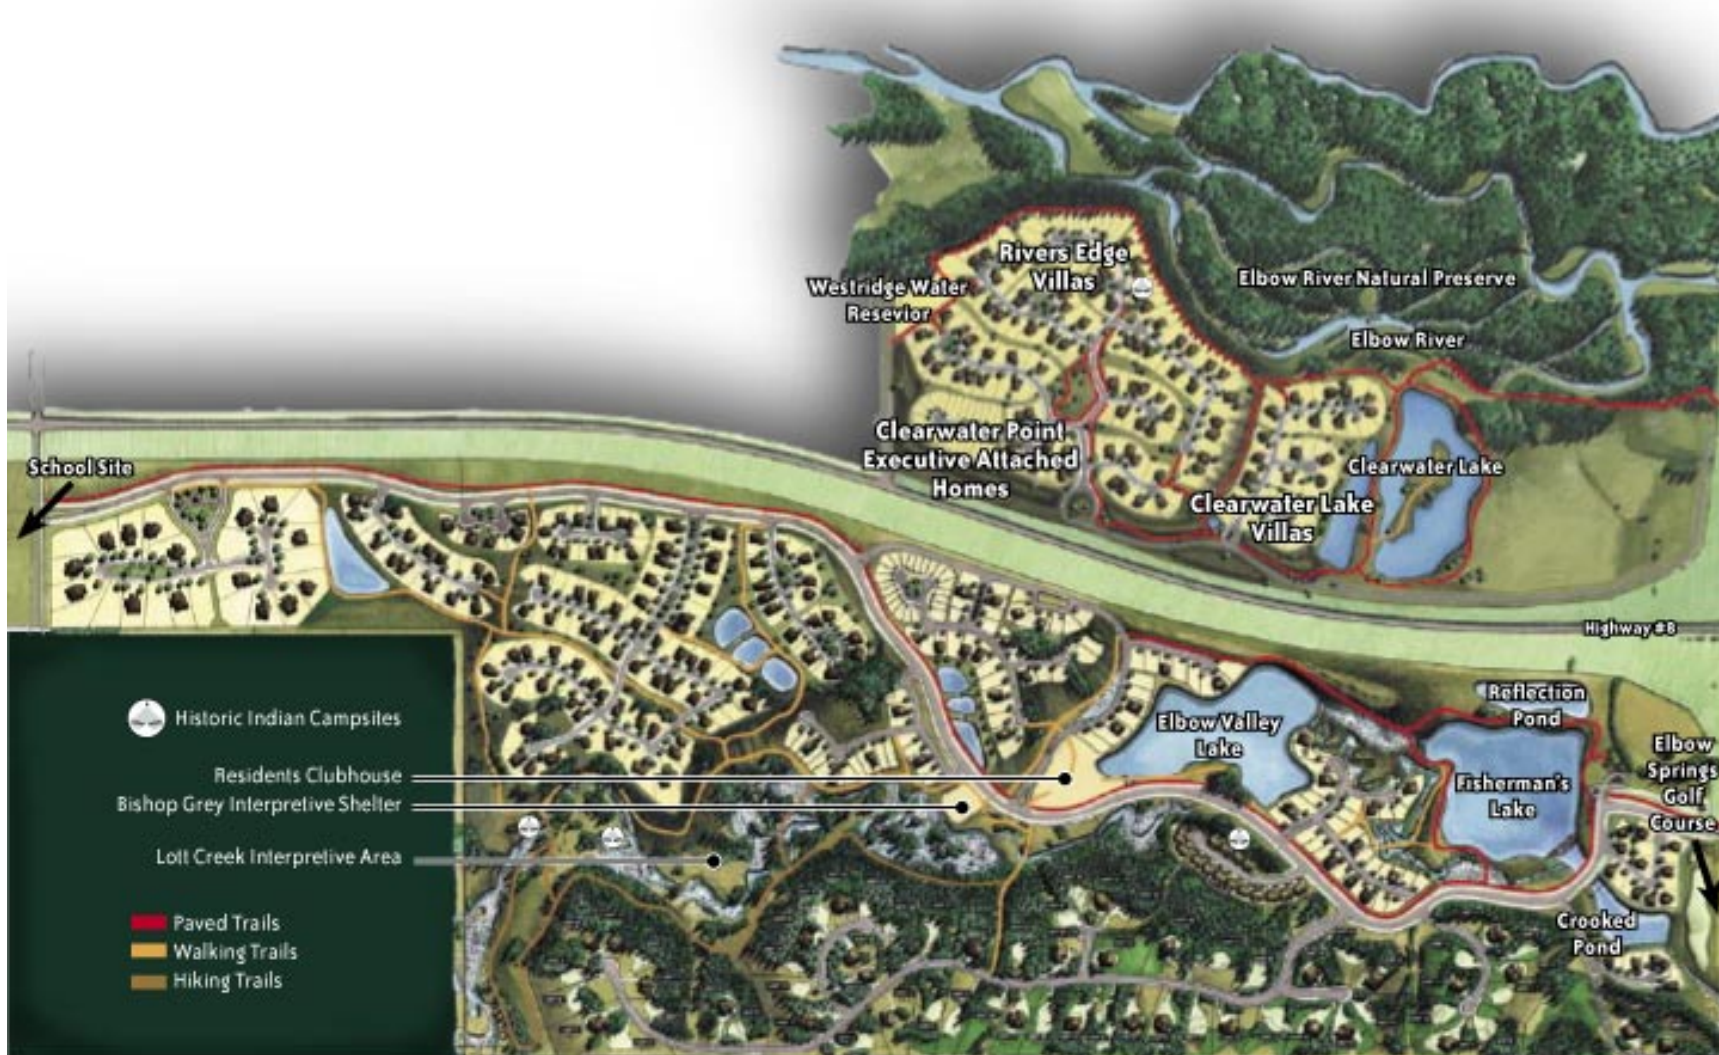 Rivers Edge
Villas
Westridge Water
Resevior
Elbow River Natural Preserve
Elbow River
Clearwater Point
Executive Attached
Homes
Clearwater Lake
Clearwater Lake
Villas
School Site
Highway #8
Reflection
Pond
Elbow Valley
Lake
Fisherman's
Lake
Elbow
Springs
Golf
Course
Crooked
Pond
Historic Indian Campsites
Residents Clubhouse
Bishop Grey Interpretive Shelter
Lott Creek Interpretive Area
Paved Trails
Walking Trails
Hiking Trails